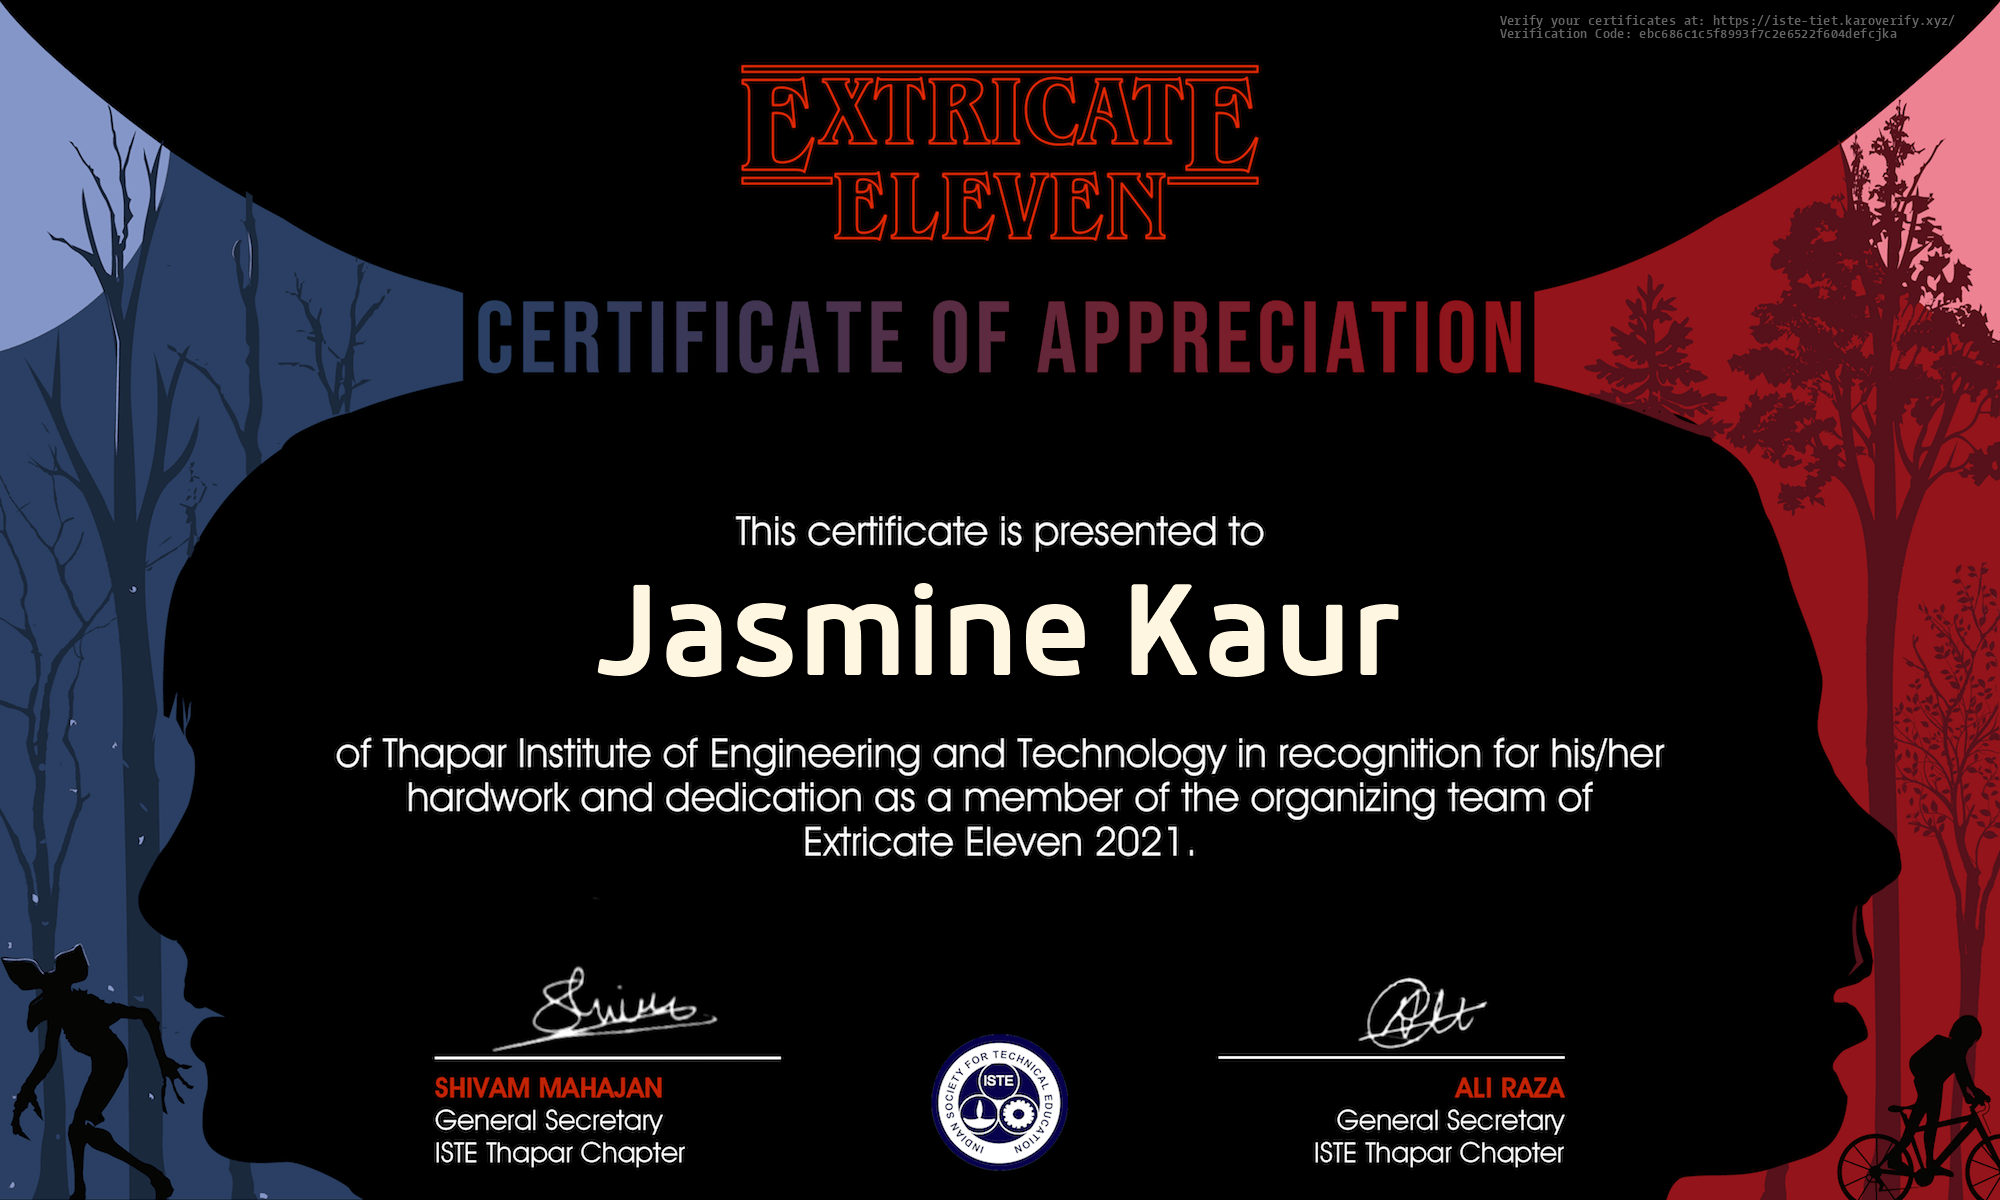 Verify your certificates at: https://iste-tiet.karoverify.xyz/
Verification Code: ebc686c1c5f8993f7c2e6522f604defcjka
EXTRICATE
ELEVEN
CERTIFICATE OF APPRECIATION
This certificate is presented to
Jasmine Kaur
of Thapar Institute of Engineering and Technology in recognition for his/her
hardwork and dedication as a member of the organizing team of
Extricate Eleven 2021.
SHIVAM MAHAJAN
General Secretary
ISTE Thapar Chapter
INDIAN SOCIETY FOR TECHNICAL EDUCATION
ISTE
ALI RAZA
General Secretary
ISTE Thapar Chapter